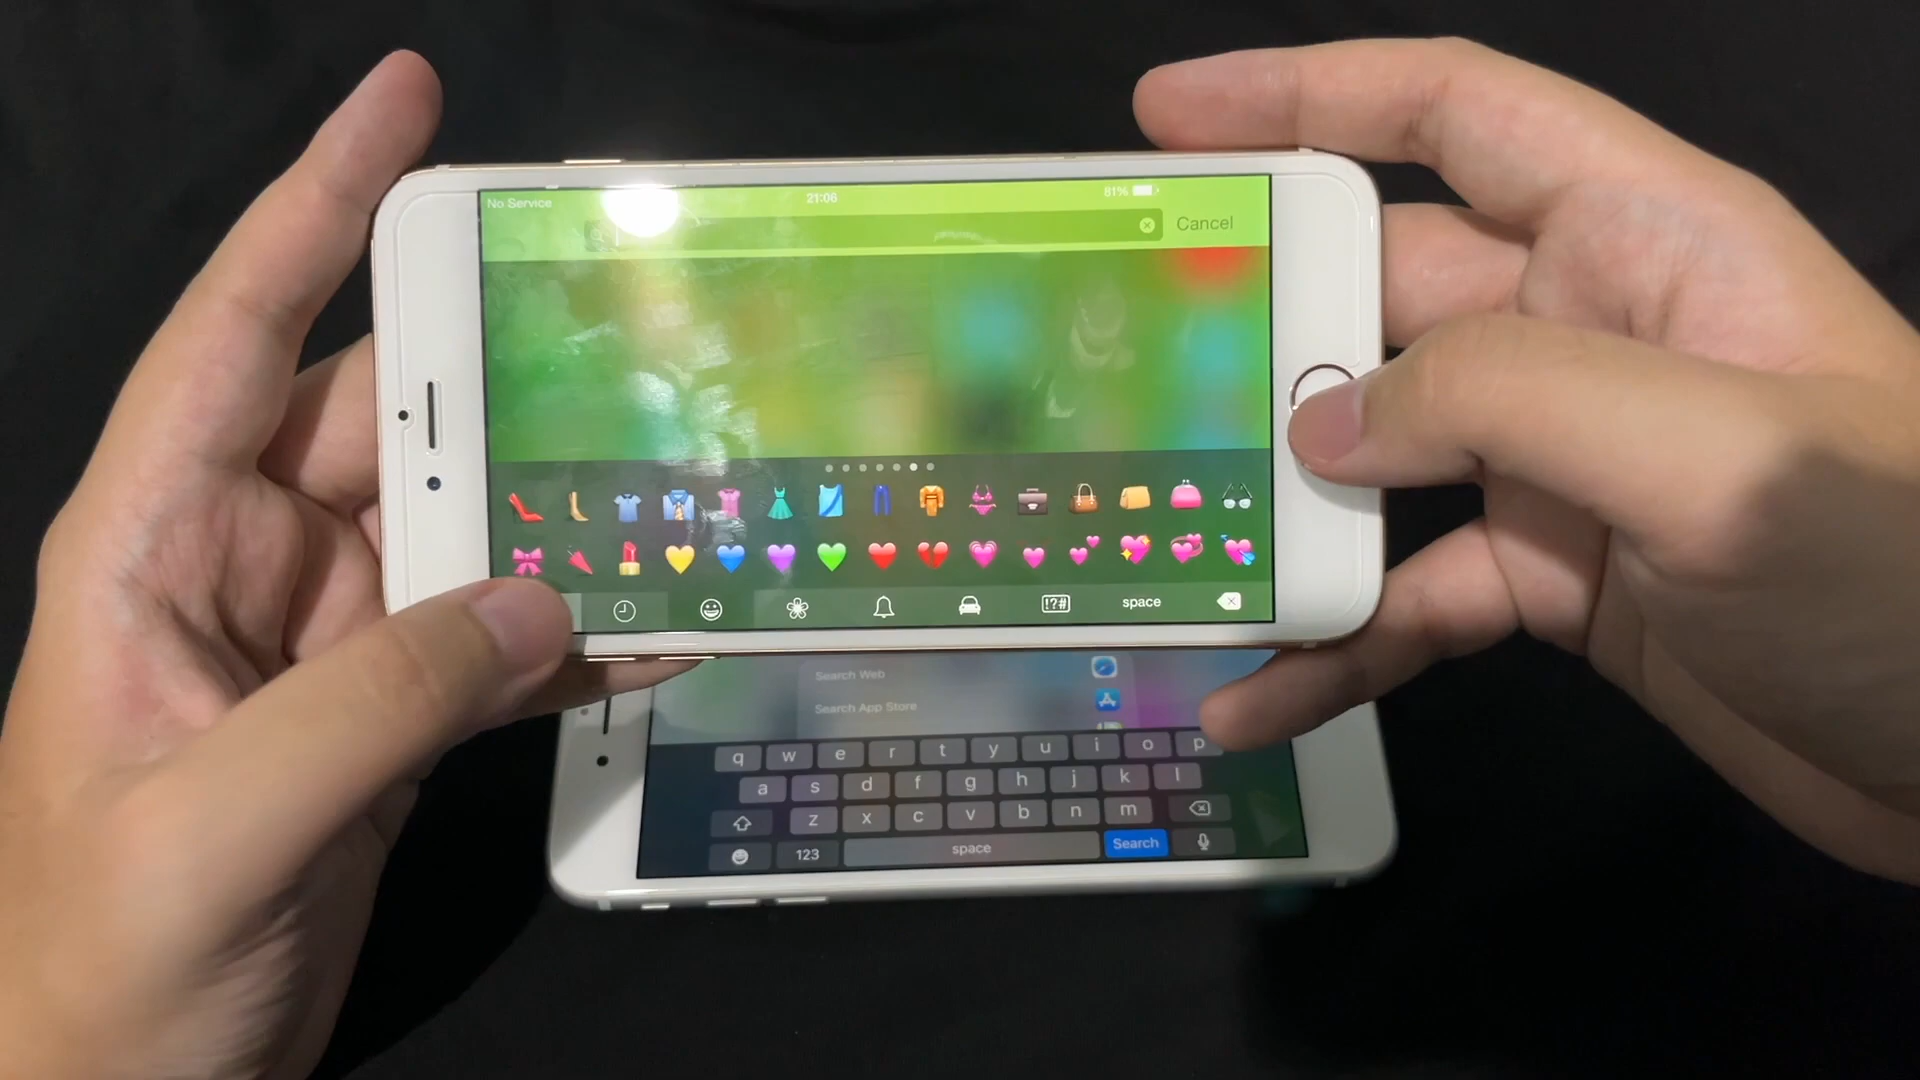 No Service 21:06 81%
Cancel
!?# space
Search Web
Search App Store
q w e r t y u i o p
a s d f g h j k l
z x c v b n m
123 space Search